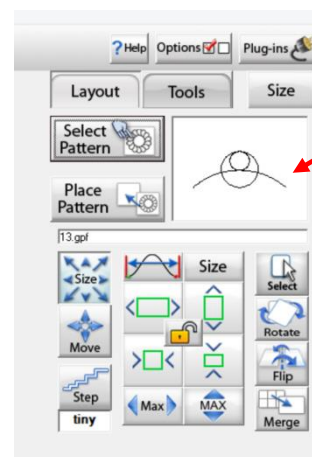 ?Help Options Plug-ins
Layout Tools Size
Select
Pattern
Place
Pattern
13.gpf
Size Size Select
Move Rotate
Flip
Step Max MAX
tiny Merge